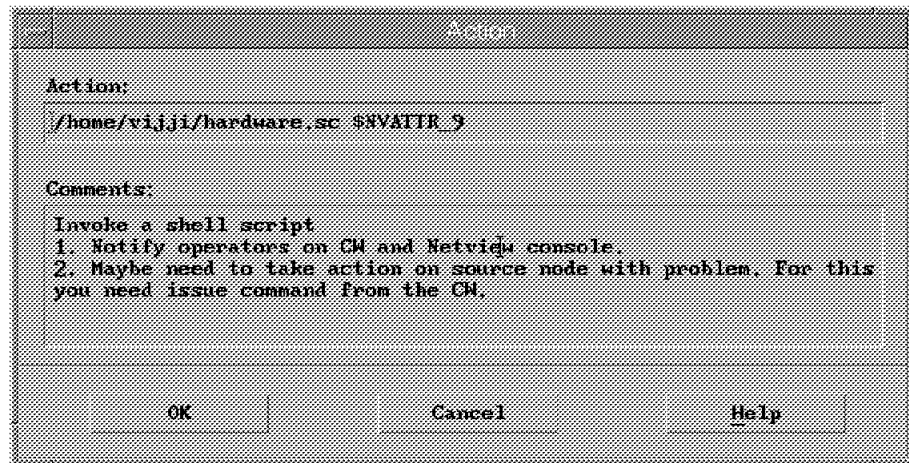 Action
Action:
/home/vijji/hardware.sc $NVATTR_9
Comments:
Invoke a shell script
1. Notify operators on CW and Netview console.
2. Maybe need to take action on source node with problem. For this
you need issue command from the CW.
OK
Cancel
Help